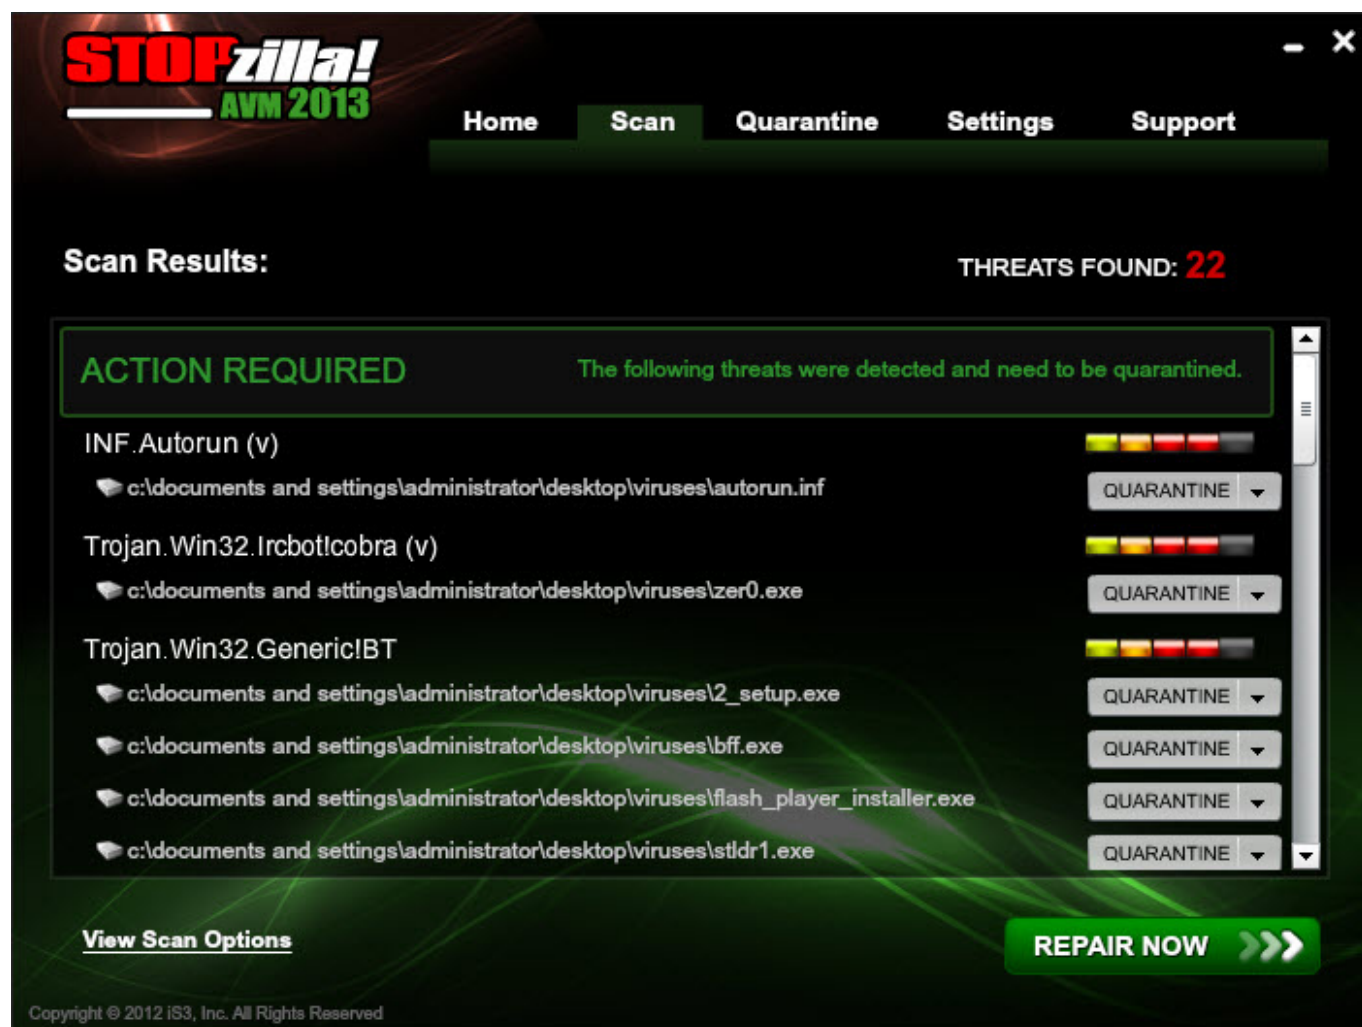 STOPzilla!
AVM 2013
Home Scan Quarantine Settings Support
Scan Results:
THREATS FOUND: 22
ACTION REQUIRED
The following threats were detected and need to be quarantined.
INF.Autorun (v)
c:\documents and settings\administrator\desktop\viruses\autorun.inf
QUARANTINE
Trojan.Win32.Ircbot!cobra (v)
c:\documents and settings\administrator\desktop\viruses\zer0.exe
QUARANTINE
Trojan.Win32.Generic!BT
c:\documents and settings\administrator\desktop\viruses\2_setup.exe
QUARANTINE
c:\documents and settings\administrator\desktop\viruses\bff.exe
QUARANTINE
c:\documents and settings\administrator\desktop\viruses\flash_player_installer.exe
QUARANTINE
c:\documents and settings\administrator\desktop\viruses\stldr1.exe
QUARANTINE
View Scan Options
REPAIR NOW
Copyright © 2012 iS3, Inc. All Rights Reserved